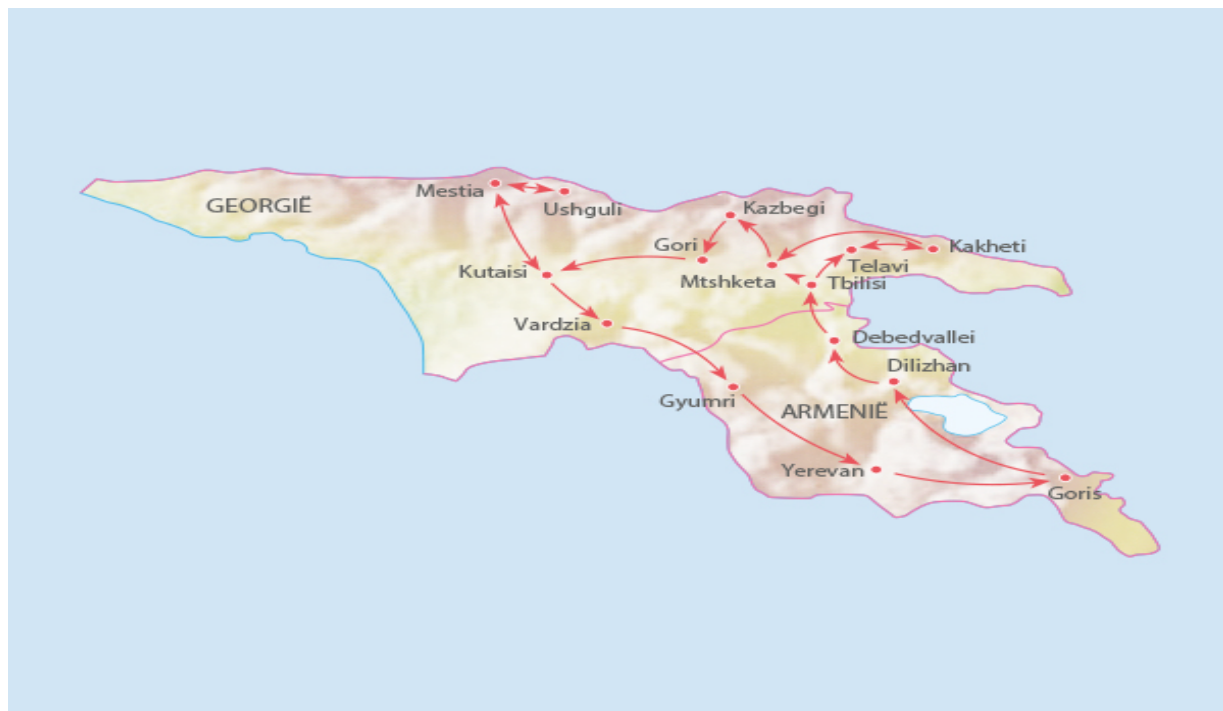 Mestia
GEORGIË
Ushguli
Kazbegi
Gori
Kakheti
Telavi
Kutaisi
Mtshketa
Tbilisi
Vardzia
Debedvallei
Dilizhan
Gyumri
ARMENIË
Yerevan
Goris